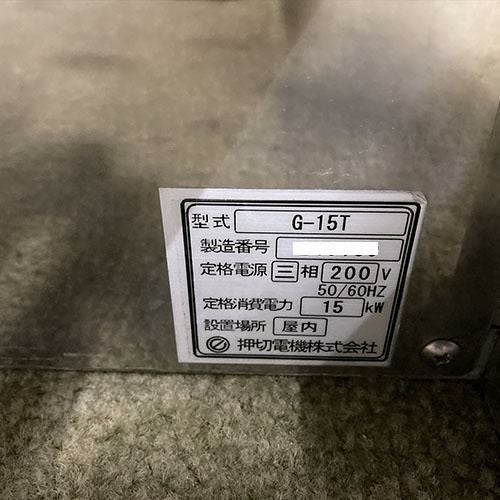 型式 G-15T
製造番号
定格電源 三 相 200 V
50/60HZ
定格消費電力 15 kW
設置場所 屋内
押切電機株式会社